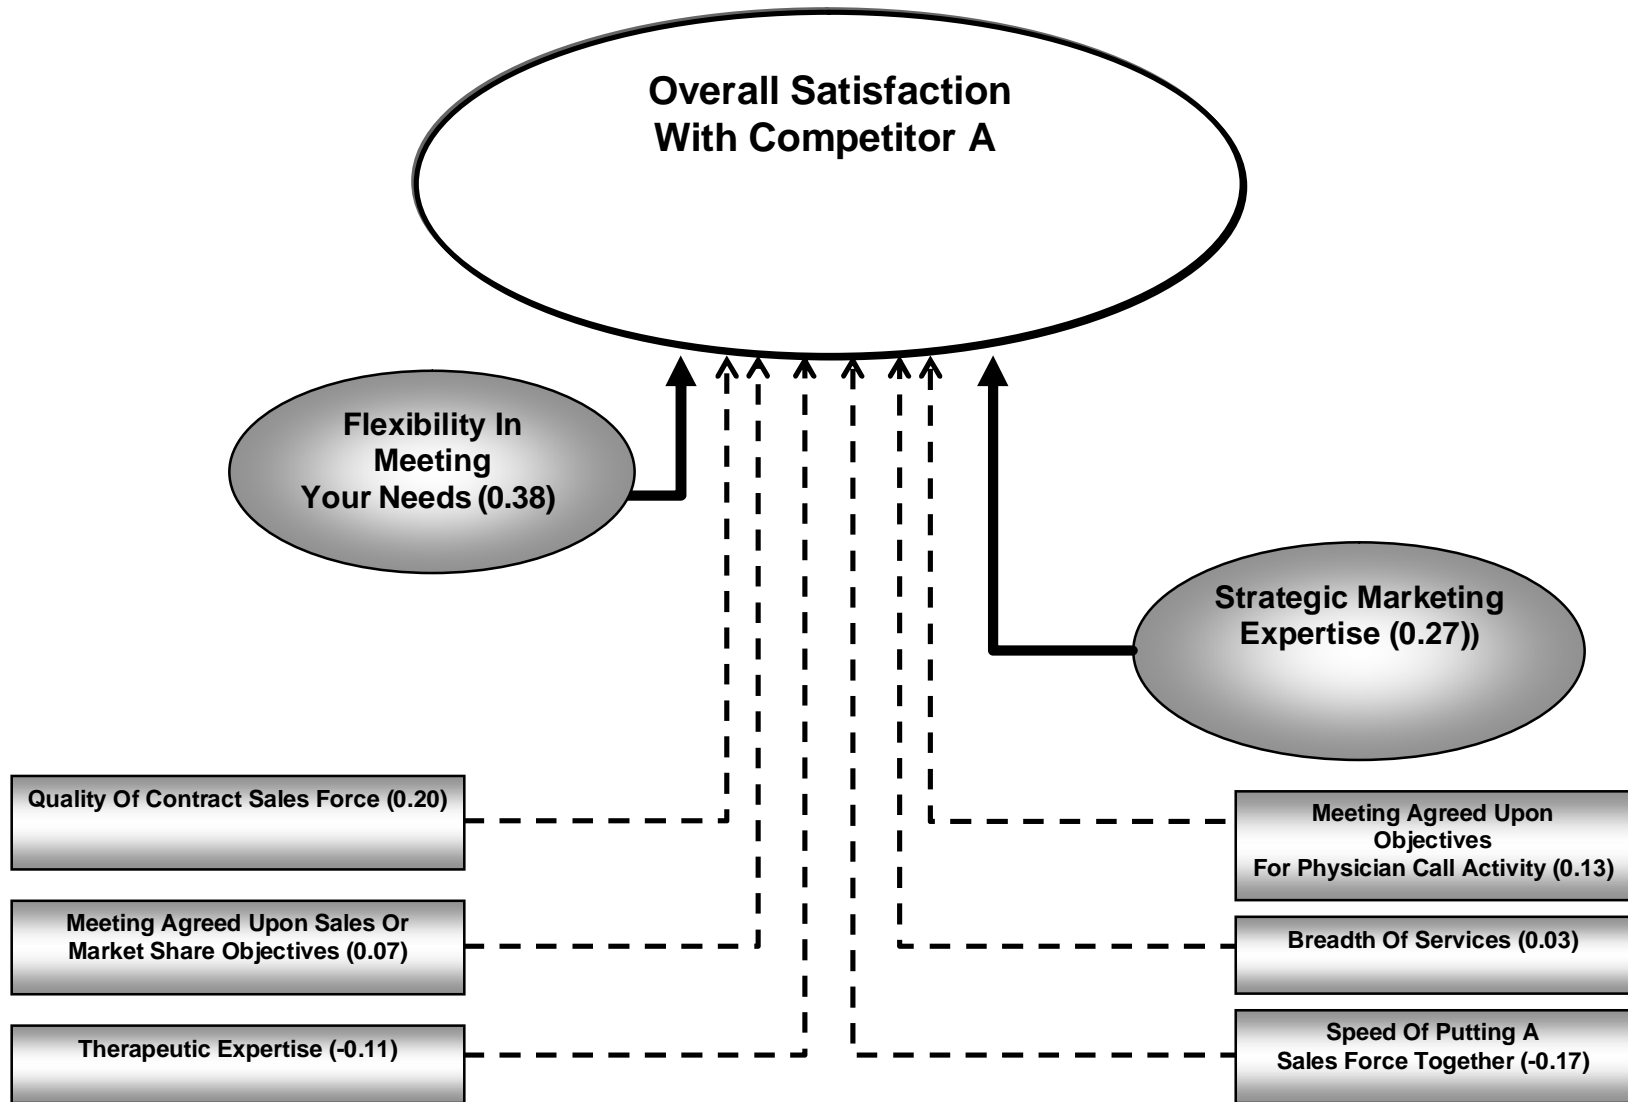 Overall Satisfaction
With Competitor A
Flexibility In
Meeting
Your Needs (0.38)
Strategic Marketing
Expertise (0.27))
Quality Of Contract Sales Force (0.20)
Meeting Agreed Upon Sales Or
Market Share Objectives (0.07)
Therapeutic Expertise (-0.11)
Meeting Agreed Upon
Objectives
For Physician Call Activity (0.13)
Breadth Of Services (0.03)
Speed Of Putting A
Sales Force Together (-0.17)